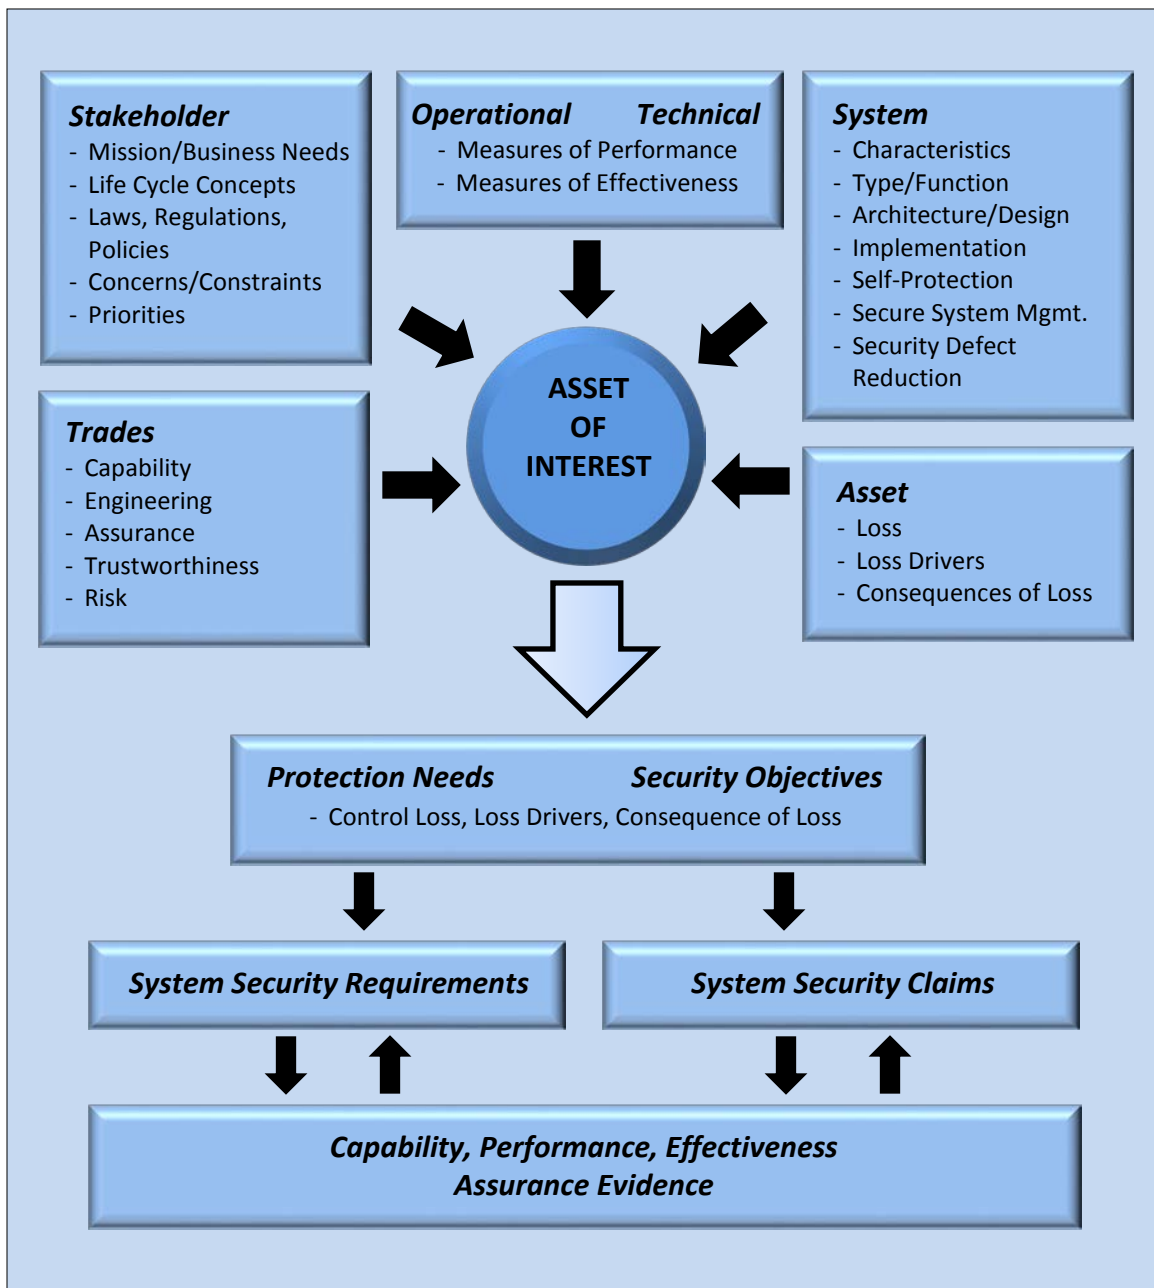 Stakeholder
- Mission/Business Needs
- Life Cycle Concepts
- Laws, Regulations,
Policies
- Concerns/Constraints
- Priorities
Operational Technical
- Measures of Performance
- Measures of Effectiveness
System
- Characteristics
- Type/Function
- Architecture/Design
- Implementation
- Self-Protection
- Secure System Mgmt.
- Security Defect
Reduction
Trades
- Capability
- Engineering
- Assurance
- Trustworthiness
- Risk
ASSET
OF
INTEREST
Asset
- Loss
- Loss Drivers
- Consequences of Loss
Protection Needs Security Objectives
- Control Loss, Loss Drivers, Consequence of Loss
System Security Requirements
System Security Claims
Capability, Performance, Effectiveness
Assurance Evidence